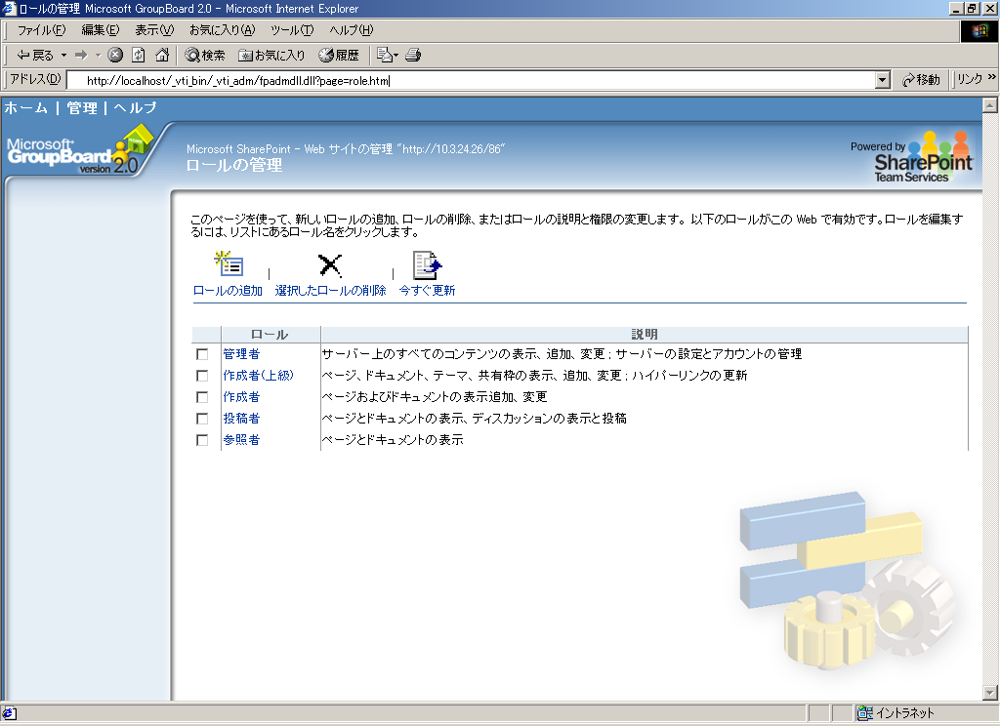 ロールの管理 Microsoft GroupBoard 2.0 - Microsoft Internet Explorer
ファイル(F) 編集(E) 表示(V) お気に入り(A) ツール(T) ヘルプ(H)
戻る 検索 お気に入り 履歴
アドレス(D) http://localhost/_vti_bin/_vti_adm/fpadmdll.dll?page=role.htm 移動 リンク »
ホーム | 管理 | ヘルプ
Microsoft
GroupBoard
version 2.0
Microsoft SharePoint - Web サイトの管理 "http://10.3.24.26/86"
ロールの管理
Powered by
SharePoint
Team Services
このページを使って、新しいロールの追加、ロールの削除、またはロールの説明と権限の変更します。 以下のロールがこの Web で有効です。ロールを編集す
るには、リストにあるロール名をクリックします。
ロールの追加 | 選択したロールの削除 | 今すぐ更新
ロール 説明
管理者 サーバー上のすべてのコンテンツの表示、追加、変更 ; サーバーの設定とアカウントの管理
作成者(上級) ページ、ドキュメント、テーマ、共有枠の表示、追加、変更 ; ハイパーリンクの更新
作成者 ページおよびドキュメントの表示追加、変更
投稿者 ページとドキュメントの表示、ディスカッションの表示と投稿
参照者 ページとドキュメントの表示
イントラネット